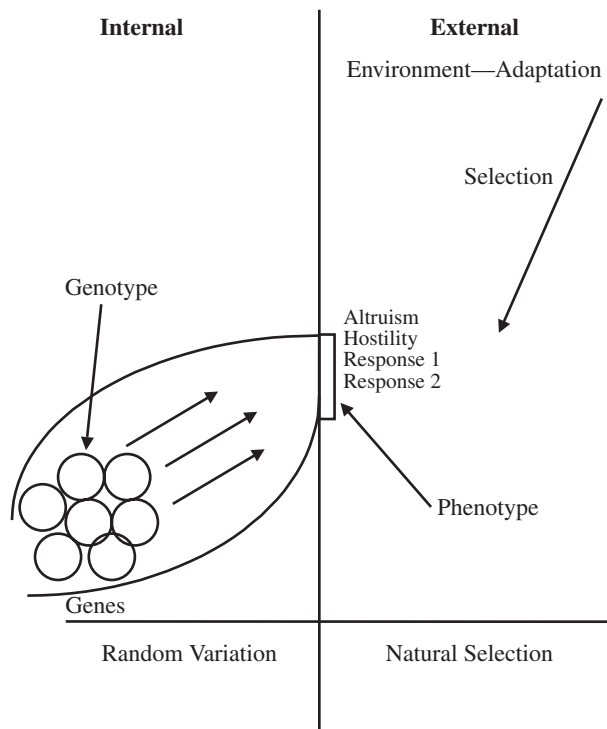 Internal
External
Environment—Adaptation
Selection
Genotype
Altruism
Hostility
Response 1
Response 2
Phenotype
Genes
Random Variation
Natural Selection